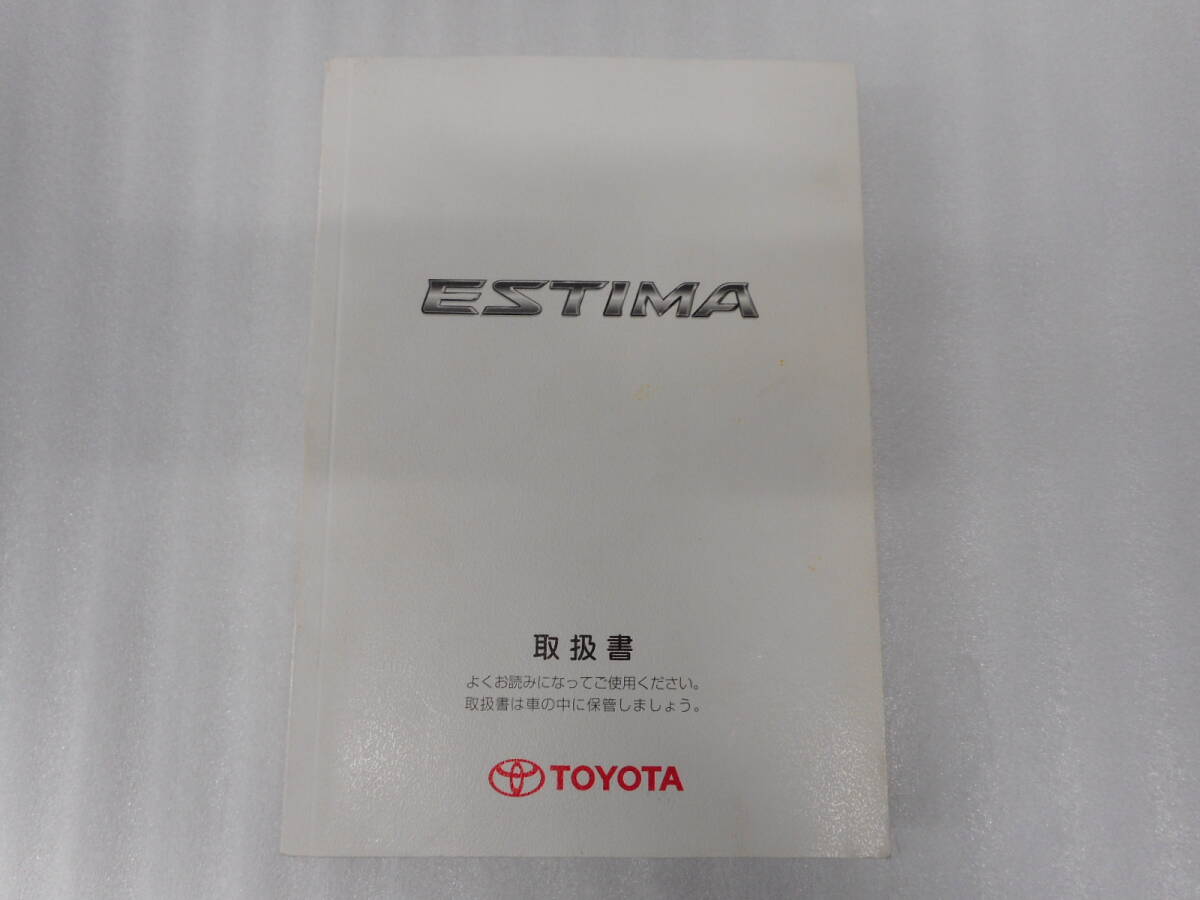 ESTIMA
取扱書
よくお読みになってご使用ください。
取扱書は車の中に保管しましょう。
TOYOTA